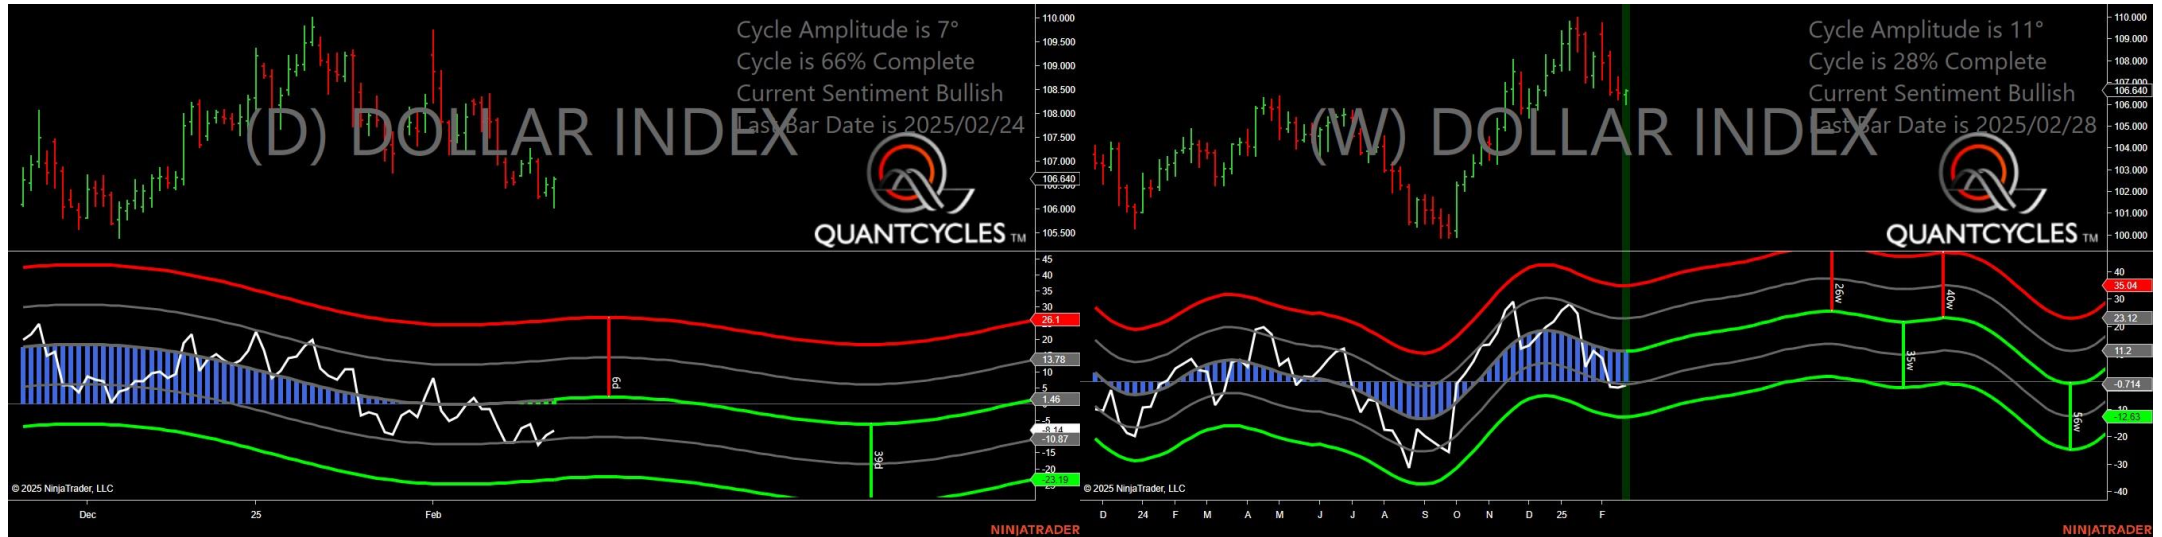 Cycle Amplitude is 7°
Cycle is 66% Complete
Current Sentiment Bullish
Last Bar Date is 2025/02/24
(D) DOLLAR INDEX
QUANTCYCLES TM
110.000
109.500
109.000
108.500
108.000
107.500
107.000
106.640
106.000
105.500
45
40
35
30
26.1
20
13.78
10
5
1.46
-5
-8.14
-10.87
-15
-20
-23.19
6d
39d
© 2025 NinjaTrader, LLC
Dec
25
Feb
NINJATRADER
Cycle Amplitude is 11°
Cycle is 28% Complete
Current Sentiment Bullish
Last Bar Date is 2025/02/28
(W) DOLLAR INDEX
QUANTCYCLES TM
110.000
109.000
108.000
107.000
106.640
106.000
105.000
104.000
103.000
102.000
101.000
100.000
40
35.04
30
23.12
20
11.2
-0.714
-10
-12.63
-20
-30
-40
26w
40w
35w
56w
© 2025 NinjaTrader, LLC
D 24 F M A M J J A S O N D 25 F
NINJATRADER